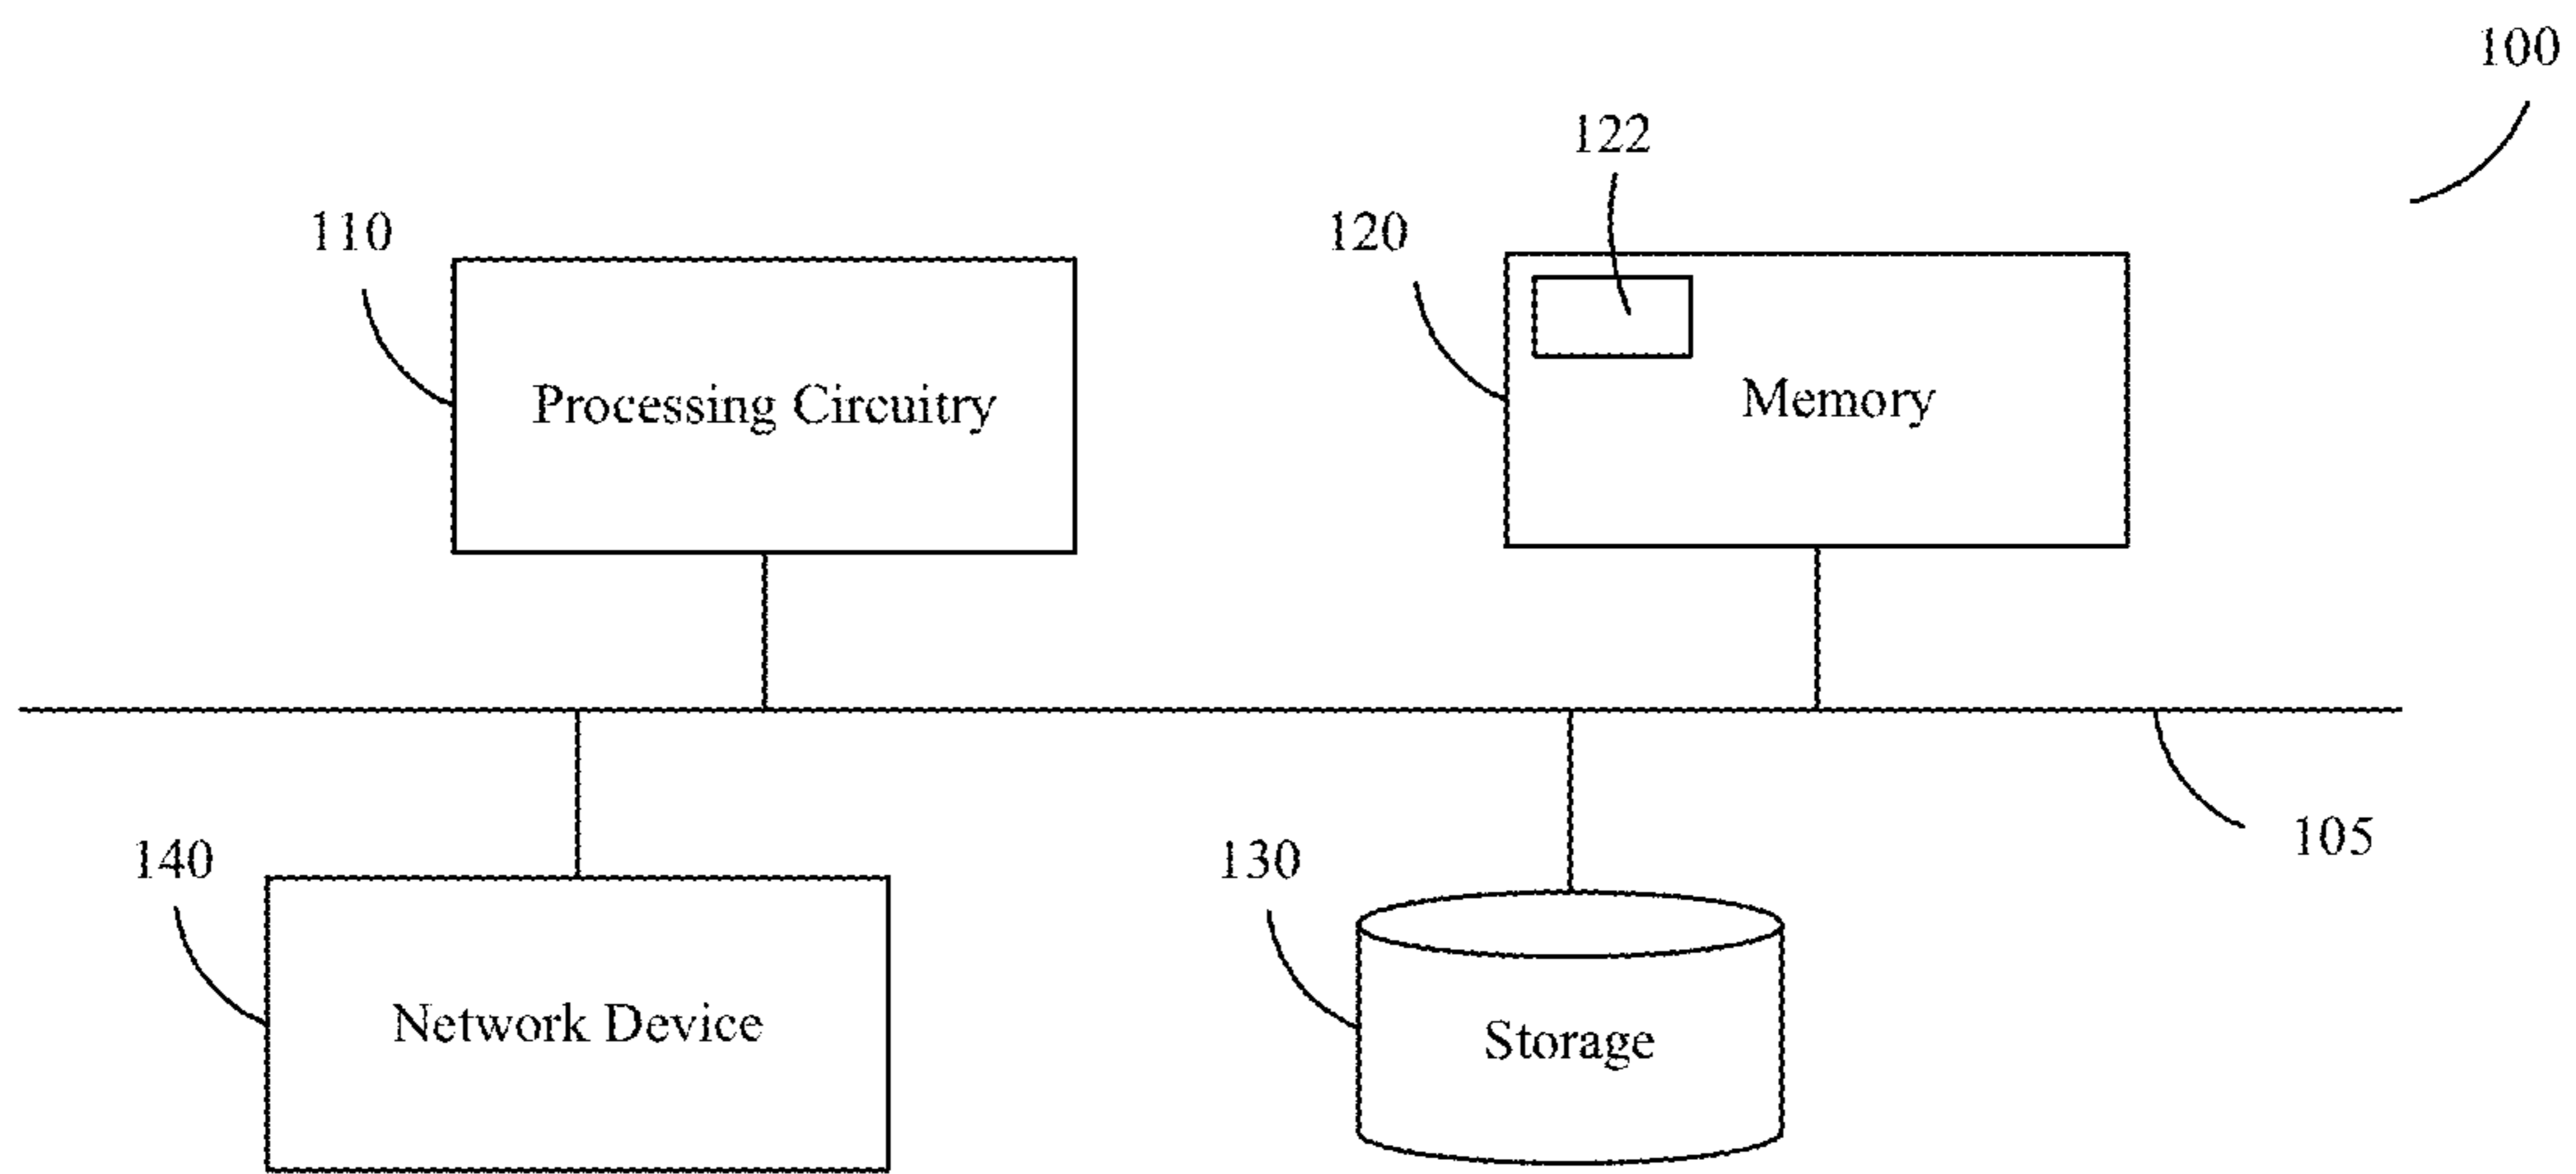 100
122
110
120
Processing Circuitry
Memory
105
140
130
Network Device
Storage